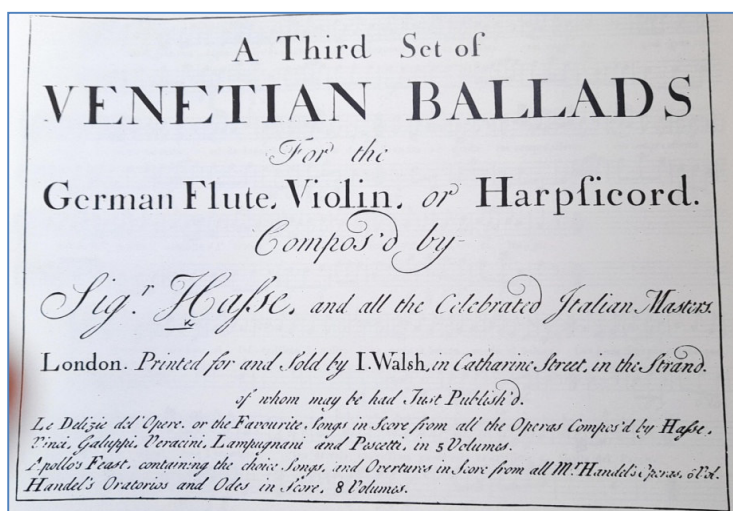 A Third Set of
VENETIAN BALLADS
For the
German Flute, Violin, or Harpſicord.
Compos'd by
Sigr. Haſse, and all the Celebrated Italian Masters.
London. Printed for and Sold by I. Walsh, in Catharine Street, in the Strand.
of whom may be had Just Publish'd.
Le Delizie del' Opere. or the Favourite Songs in Score from all the Operas Compos'd by Haſse,
Vinci, Galuppi, Veracini, Lampugnani and Pescetti, in 5 Volumes.
Apollo's Feast, containing the choice Songs, and Overtures in Score from all Mr. Handel's Operas, Vol.
Handel's Oratorios and Odes in Score, 8 Volumes.